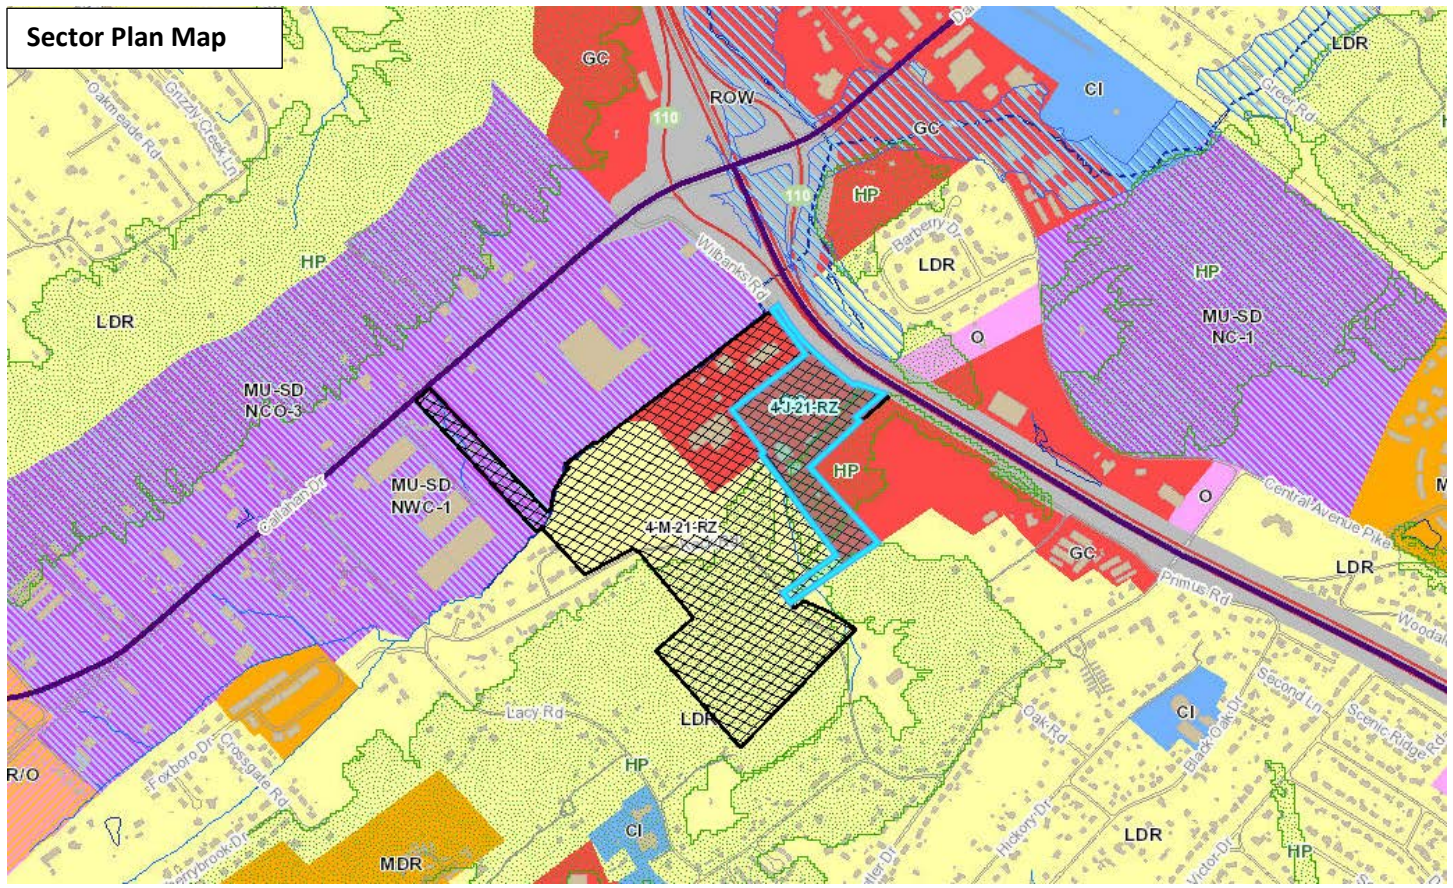 Sector Plan Map
GC
ROW
110
Oakmeade Rd
Grizzly Creek Ln
CI
LDR
Greer Rd
GC
HP
110
Barberry Dr
LDR
HP
Wilbanks Rd
HP
MU-SD
NC-1
LDR
O
MU-SD
NCO-3
4-J-21-RZ
HP
MU-SD
NWC-1
Callahan Dr
4-M-21-RZ
O
Central Avenue Pike
GC
LDR
Primus Rd
Lacy Rd
LDR
Oak Rd
CI
Black Oak Dr
Second Ln
Scenic Ridge Rd
R/O
Foxboro Dr
Crossgate Rd
HP
CI
MDR
Hickory Dr
LDR
Victor Dr
HP